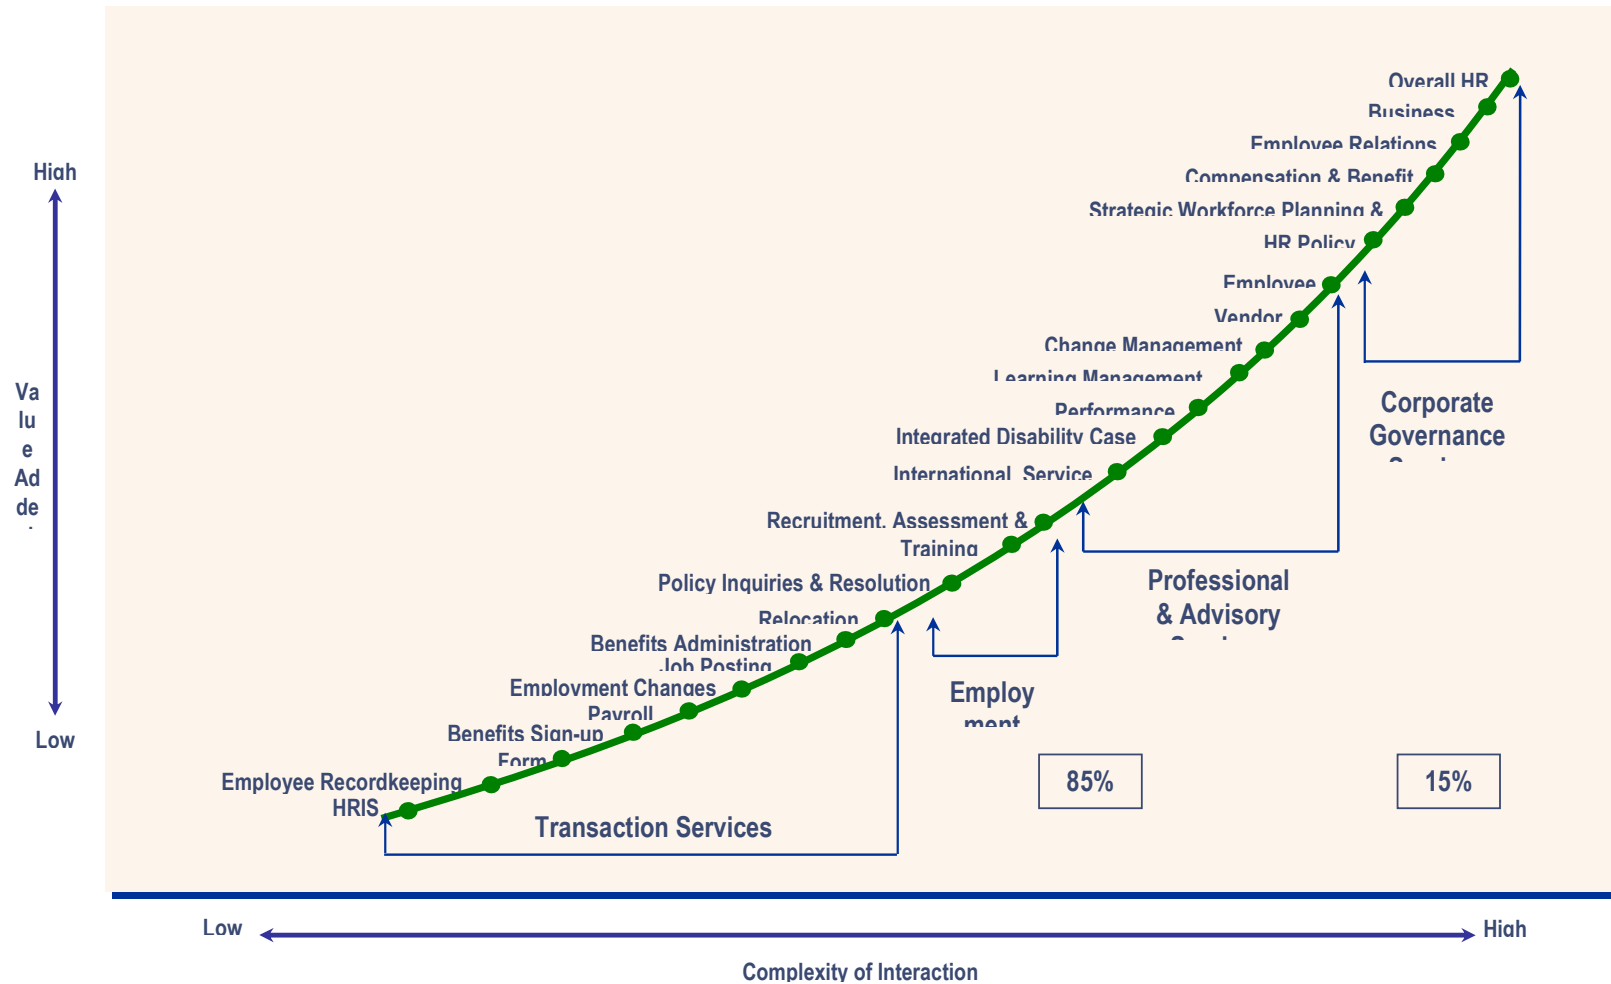 Overall HR
Business
Employee Relations
High
Compensation & Benefit
Strategic Workforce Planning &
HR Policy
Employee
Vendor
Change Management
Learning Management
Va
lu
e
Ad
de
Performance
Corporate
Governance
Integrated Disability Case
International Service
Recruitment, Assessment &
Training
Policy Inquiries & Resolution
Professional
& Advisory
Relocation
Benefits Administration
Job Posting
Employment Changes
Employ
ment
Payroll
Benefits Sign-up
Low
Form
Employee Recordkeeping
85%
15%
HRIS
Transaction Services
Low
High
Complexity of Interaction